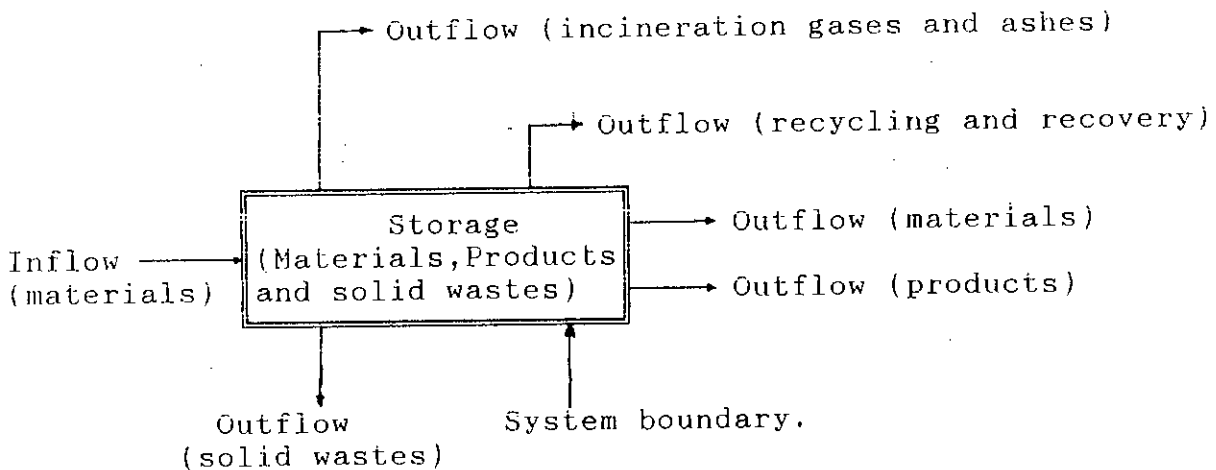 Outflow (incineration gases and ashes)
Outflow (recycling and recovery)
Storage
(Materials,Products
and solid wastes)
Inflow
(materials)
Outflow (materials)
Outflow (products)
Outflow
(solid wastes)
System boundary.